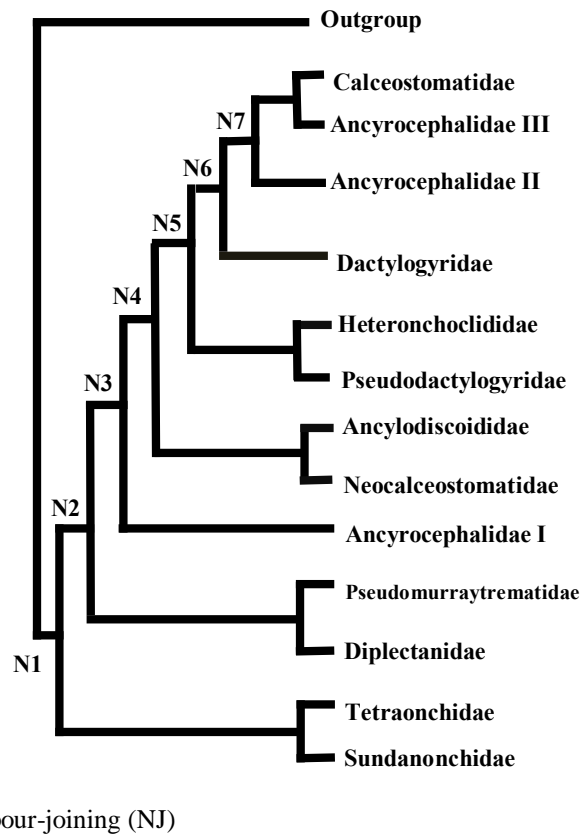 Outgroup
Calceostomatidae
N7
Ancyrocephalidae III
N6
Ancyrocephalidae II
N5
Dactylogyridae
N4
Heteronchoclididae
Pseudodactylogyridae
N3
Ancylodiscoididae
Neocalceostomatidae
N2
Ancyrocephalidae I
Pseudomurraytrematidae
Diplectanidae
N1
Tetraonchidae
Sundanonchidae
our-joining (NJ)